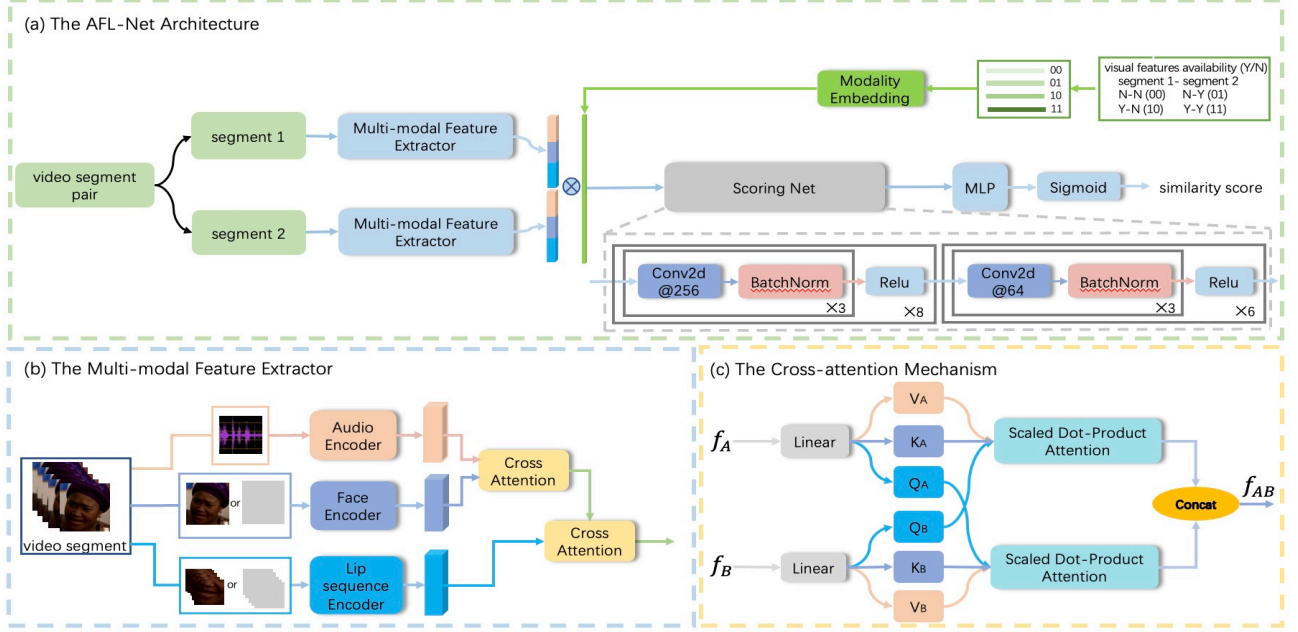 (a) The AFL-Net Architecture
video segment
pair
segment 1
segment 2
Multi-modal Feature
Extractor
Multi-modal Feature
Extractor
Modality
Embedding
00
01
10
11
visual features availability (Y/N)
segment 1- segment 2
N-N (00) N-Y (01)
Y-N (10) Y-Y (11)
Scoring Net
MLP
Sigmoid
similarity score
Conv2d
@256
BatchNorm
×3
Relu
×8
Conv2d
@64
BatchNorm
×3
Relu
×6
(b) The Multi-modal Feature Extractor
video segment
or
or
Audio
Encoder
Face
Encoder
Lip
sequence
Encoder
Cross
Attention
Cross
Attention
(c) The Cross-attention Mechanism
fA
Linear
VA
KA
QA
fB
Linear
QB
KB
VB
Scaled Dot-Product
Attention
Scaled Dot-Product
Attention
Concat
fAB